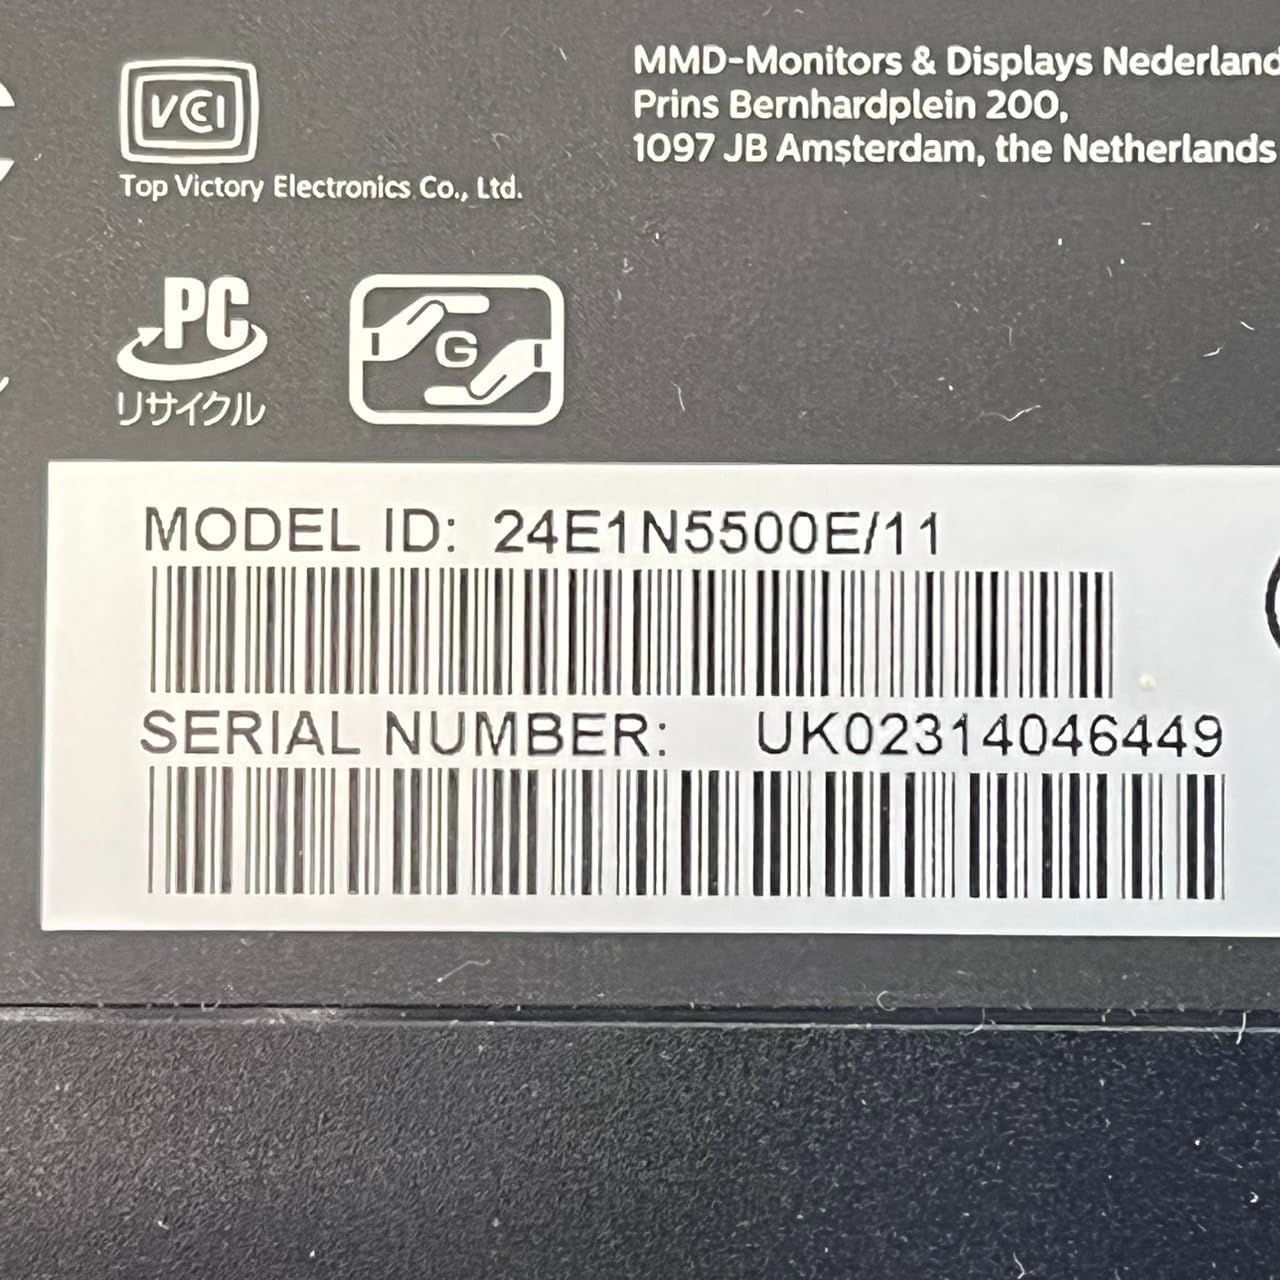 MMD-Monitors & Displays Nederland
Prins Bernhardplein 200,
1097 JB Amsterdam, the Netherlands
VCCI
Top Victory Electronics Co., Ltd.
PC
リサイクル
G
MODEL ID: 24E1N5500E/11
SERIAL NUMBER: UK02314046449